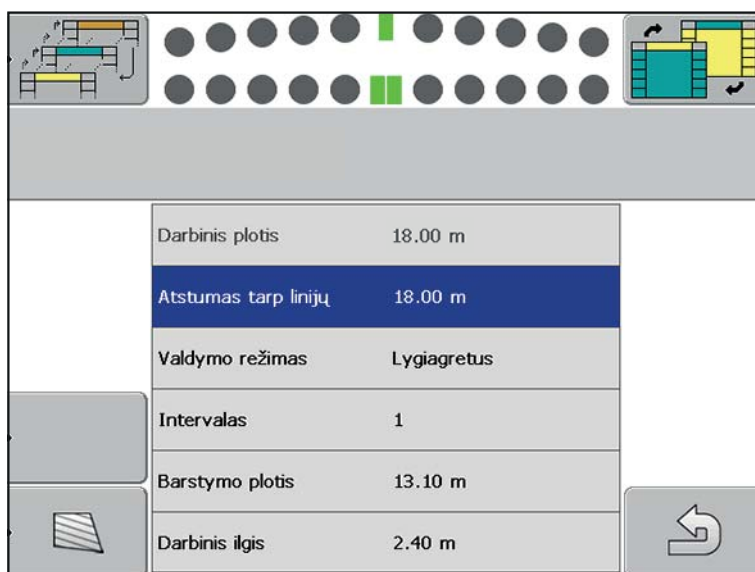 Darbinis plotis 18.00 m
Atstumas tarp linijų 18.00 m
Valdymo režimas Lygiagretus
Intervalas 1
Barstymo plotis 13.10 m
Darbinis ilgis 2.40 m